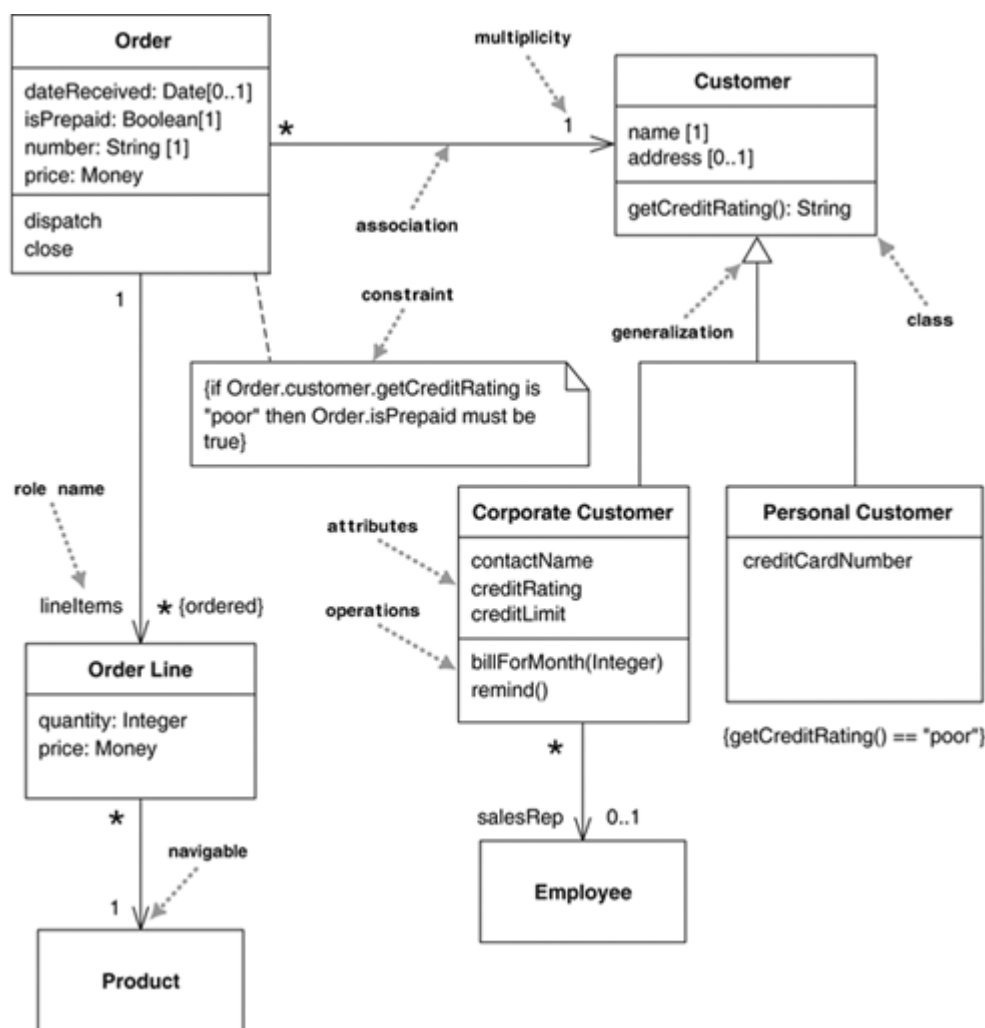 Order
dateReceived: Date[0..1]
isPrepaid: Boolean[1]
number: String [1]
price: Money
dispatch
close
multiplicity
*
1
association
Customer
name [1]
address [0..1]
getCreditRating(): String
generalization
class
1
constraint
{if Order.customer.getCreditRating is
"poor" then Order.isPrepaid must be
true}
role name
lineItems
* {ordered}
attributes
operations
Corporate Customer
contactName
creditRating
creditLimit
billForMonth(Integer)
remind()
Personal Customer
creditCardNumber
{getCreditRating() == "poor"}
Order Line
quantity: Integer
price: Money
*
navigable
1
Product
*
salesRep
0..1
Employee